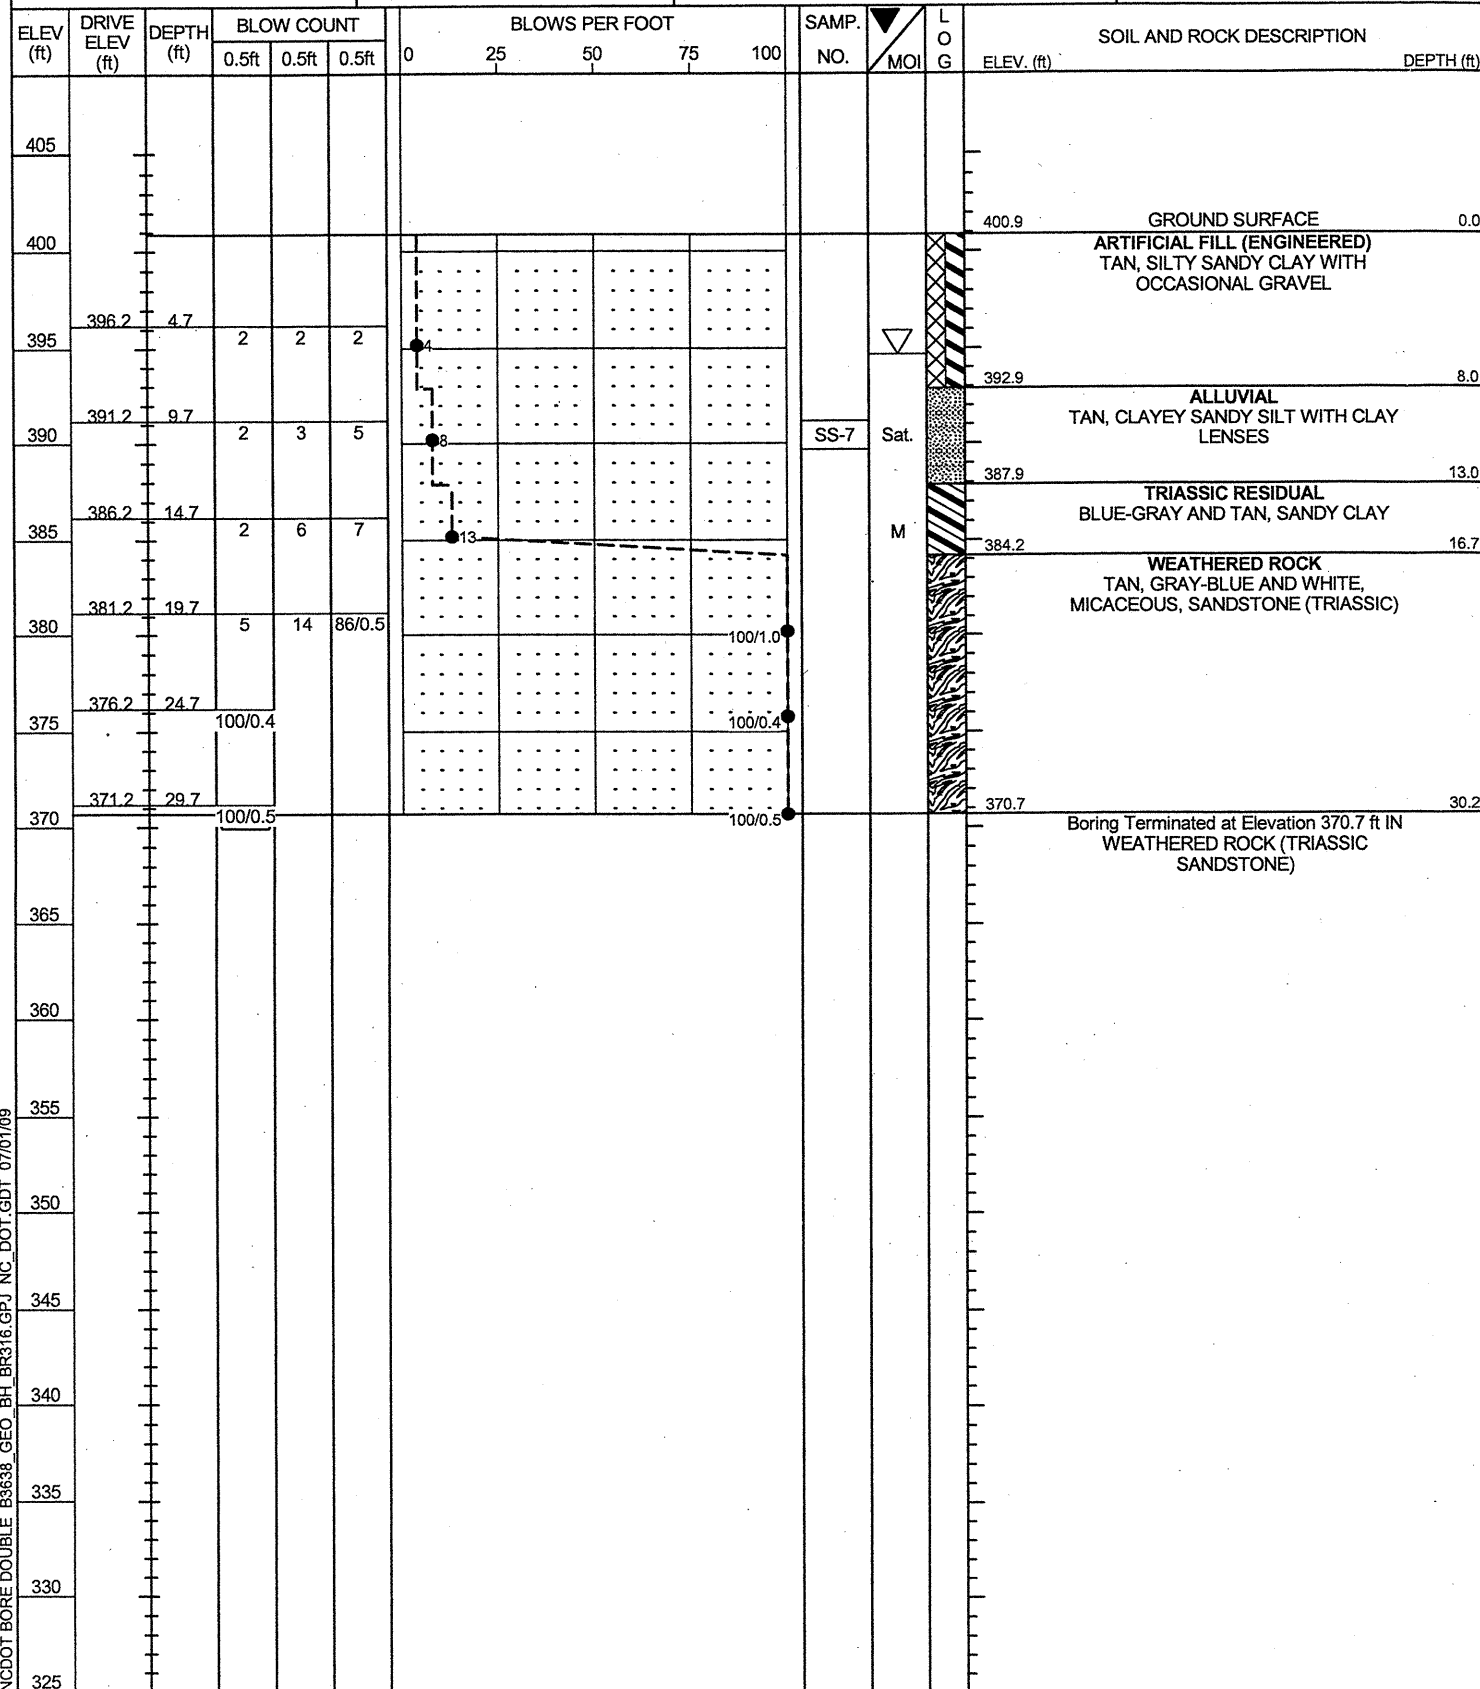 ELEV (ft) DRIVE ELEV (ft) DEPTH (ft) BLOW COUNT 0.5ft 0.5ft 0.5ft BLOWS PER FOOT 0 25 50 75 100 SAMP. NO. MOI LOG SOIL AND ROCK DESCRIPTION ELEV. (ft) DEPTH (ft)
405
400.9 GROUND SURFACE 0.0
400
ARTIFICIAL FILL (ENGINEERED)
TAN, SILTY SANDY CLAY WITH
OCCASIONAL GRAVEL
396.2 4.7
395 2 2 2 4
392.9 8.0
ALLUVIAL
TAN, CLAYEY SANDY SILT WITH CLAY
LENSES
391.2 9.7
390 2 3 5 8 SS-7 Sat.
387.9 13.0
TRIASSIC RESIDUAL
BLUE-GRAY AND TAN, SANDY CLAY
386.2 14.7
385 2 6 7 13 M
384.2 16.7
WEATHERED ROCK
TAN, GRAY-BLUE AND WHITE,
MICACEOUS, SANDSTONE (TRIASSIC)
381.2 19.7
380 5 14 86/0.5 100/1.0
376.2 24.7
375 100/0.4 100/0.4
371.2 29.7
370.7 30.2
370 100/0.5 100/0.5
Boring Terminated at Elevation 370.7 ft IN
WEATHERED ROCK (TRIASSIC
SANDSTONE)
365
360
355
350
345
340
335
330
325
NCDOT BORE DOUBLE B3638_GEO_BH_BR316.GPJ NC_DOT.GDT 07/01/09